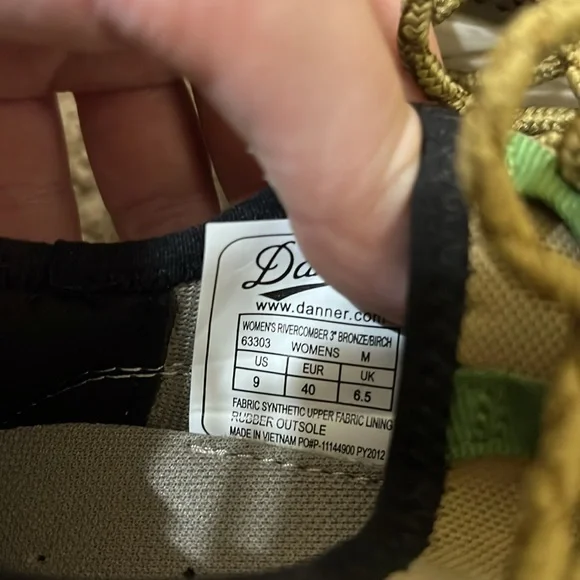 Da
www.danner.com
WOMEN'S RIVERCOMBER 3" BRONZE/BIRCH
63303 WOMENS M
US EUR UK
9 40 6.5
FABRIC SYNTHETIC UPPER FABRIC LINING
RUBBER OUTSOLE
MADE IN VIETNAM PO#P-11144900 PY2012